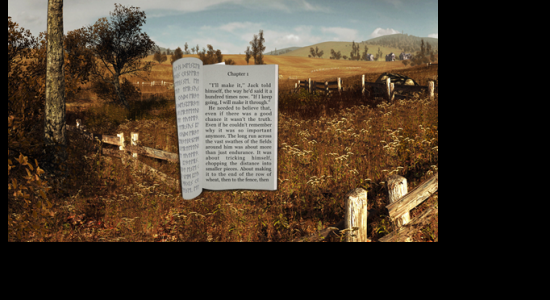 Chapter 1
"I'll make it," Jack told
himself, the way he'd said it a
hundred times now. "If I keep
going, I will make it through."
He needed to believe that,
even if there was a good
chance it wasn't the truth.
Even if he couldn't remember
why it was so important
anymore. The long run across
the vast swathes of the fields
around him was about more
than just endurance. It was
about tricking himself,
chopping the distance into
smaller pieces. About making
it to the end of the row of
wheat, then to the fence, then